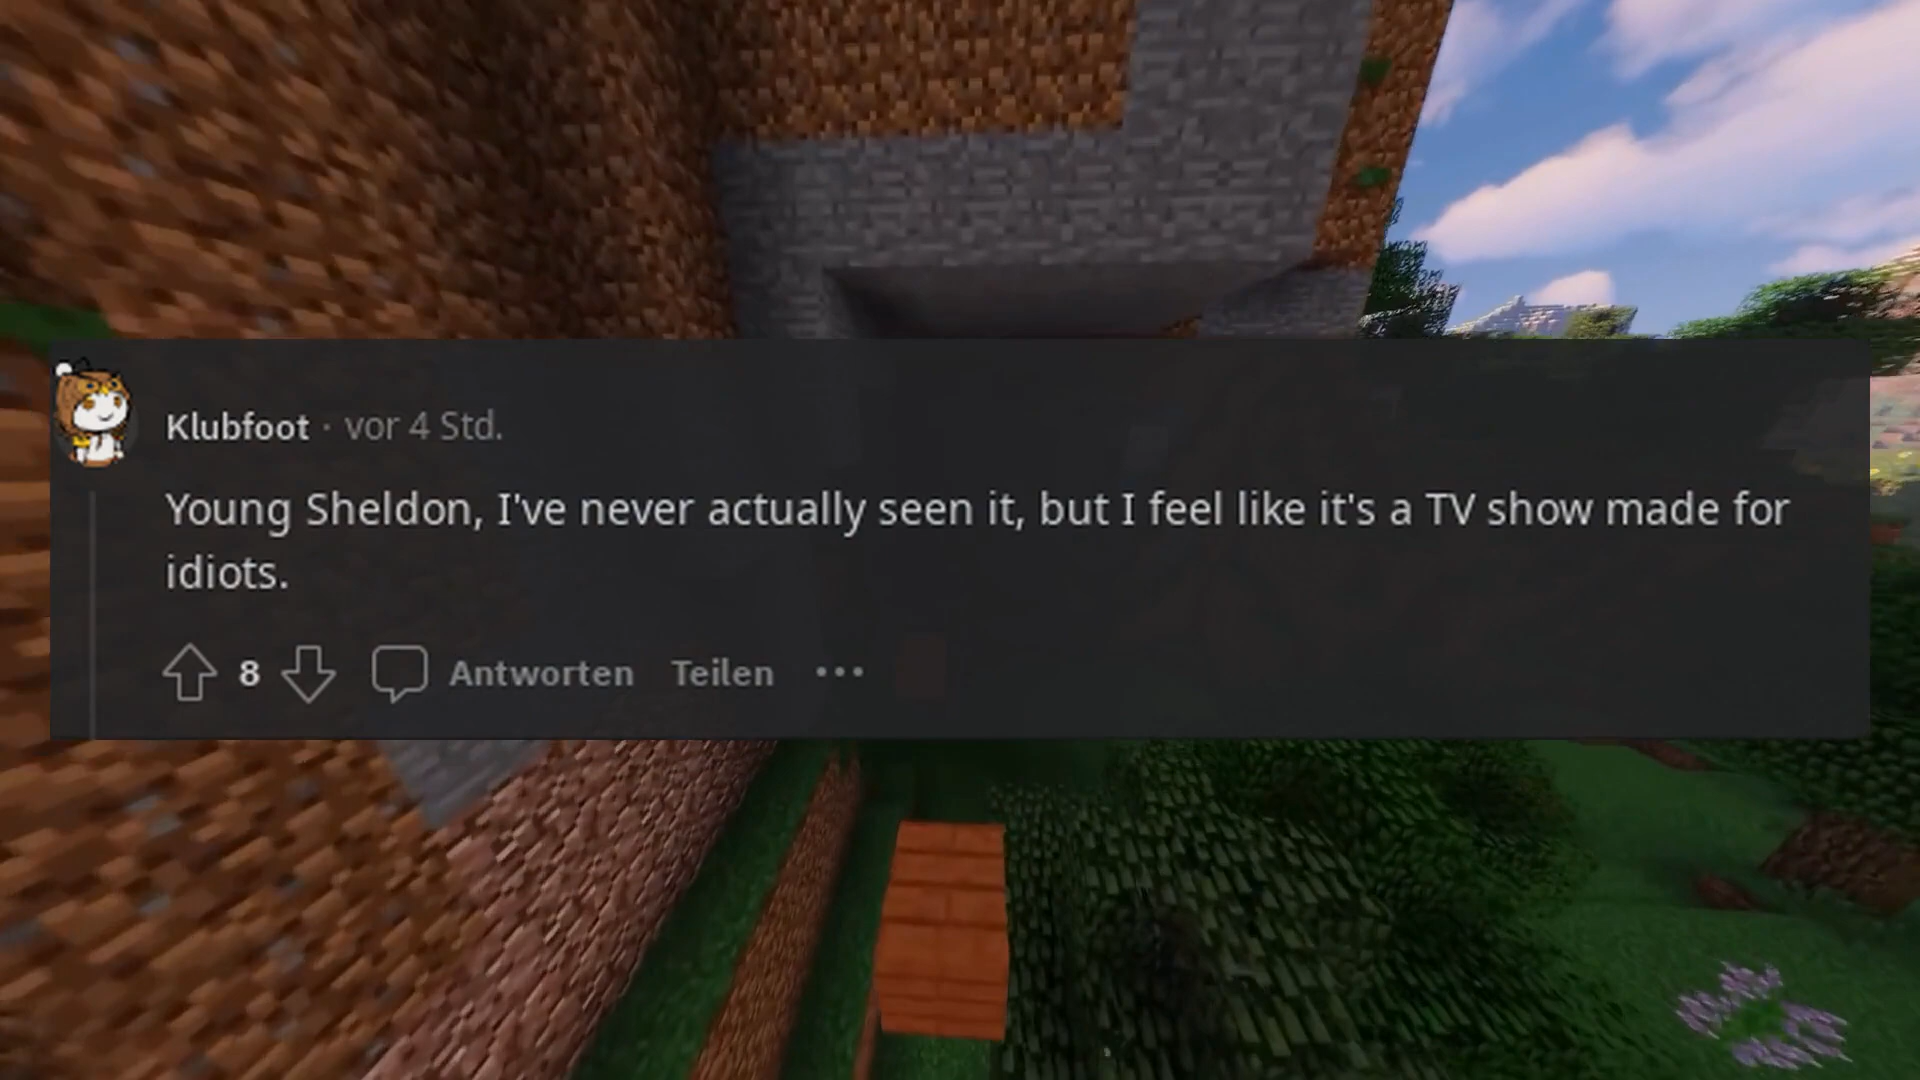 Klubfoot · vor 4 Std.
Young Sheldon, I've never actually seen it, but I feel like it's a TV show made for
idiots.
8 Antworten Teilen •••